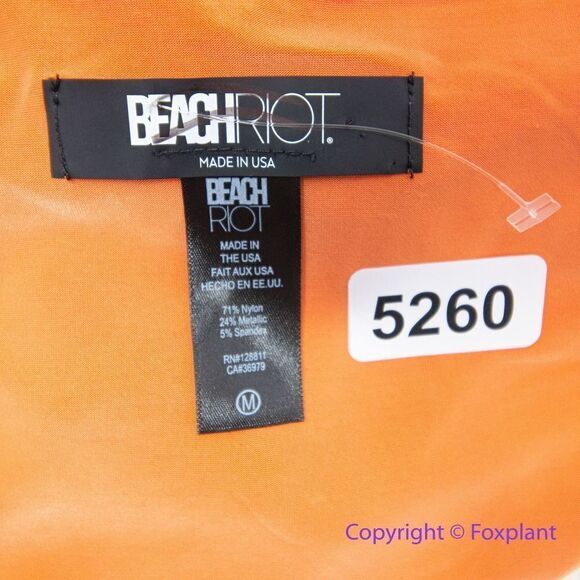 BEACHRIOT®
MADE IN USA
BEACH
RIOT
MADE IN
THE USA
FAIT AUX USA
HECHO EN EE.UU.
71% Nylon
24% Metallic
5% Spandex
RN#128811
CA#36979
M
5260
Copyright © Foxplant